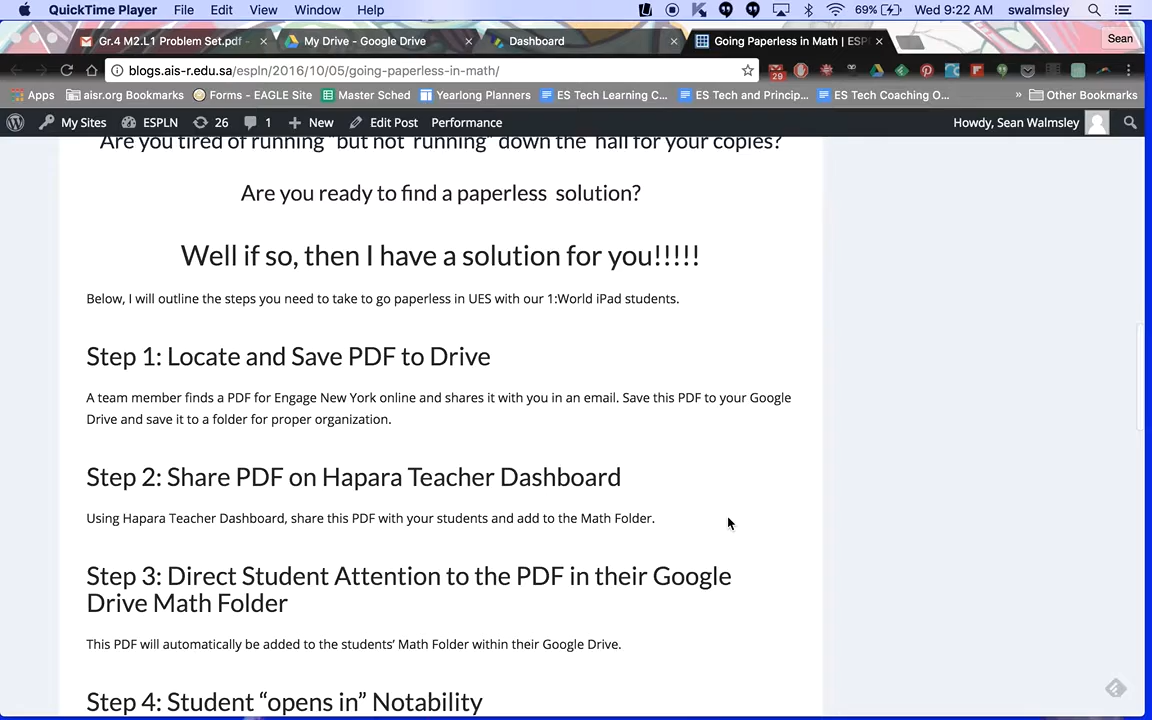 QuickTime Player File Edit View Window Help 69% Wed 9:22 AM swalmsley
Gr.4 M2.L1 Problem Set.pdf - × My Drive - Google Drive × Dashboard × Going Paperless in Math | ESP × Sean
blogs.ais-r.edu.sa/espln/2016/10/05/going-paperless-in-math/ 29
Apps aisr.org Bookmarks Forms - EAGLE Site Master Sched Yearlong Planners ES Tech Learning C... ES Tech and Princip... ES Tech Coaching O... » Other Bookmarks
My Sites ESPLN 26 1 + New Edit Post Performance Howdy, Sean Walmsley
Are you tired of running "but not running" down the hall for your copies?
Are you ready to find a paperless solution?
Well if so, then I have a solution for you!!!!!
Below, I will outline the steps you need to take to go paperless in UES with our 1:World iPad students.
Step 1: Locate and Save PDF to Drive
A team member finds a PDF for Engage New York online and shares it with you in an email. Save this PDF to your Google
Drive and save it to a folder for proper organization.
Step 2: Share PDF on Hapara Teacher Dashboard
Using Hapara Teacher Dashboard, share this PDF with your students and add to the Math Folder.
Step 3: Direct Student Attention to the PDF in their Google
Drive Math Folder
This PDF will automatically be added to the students’ Math Folder within their Google Drive.
Step 4: Student “opens in” Notability